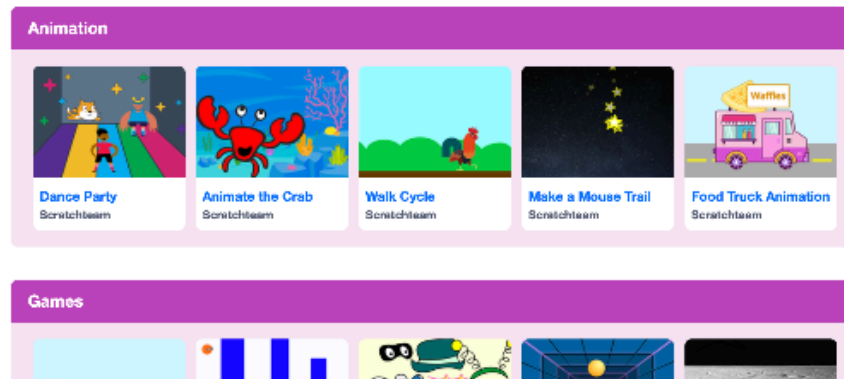 Animation
Waffles
Dance Party
Scratchteam
Animate the Crab
Scratchteam
Walk Cycle
Scratchteam
Make a Mouse Trail
Scratchteam
Food Truck Animation
Scratchteam
Games